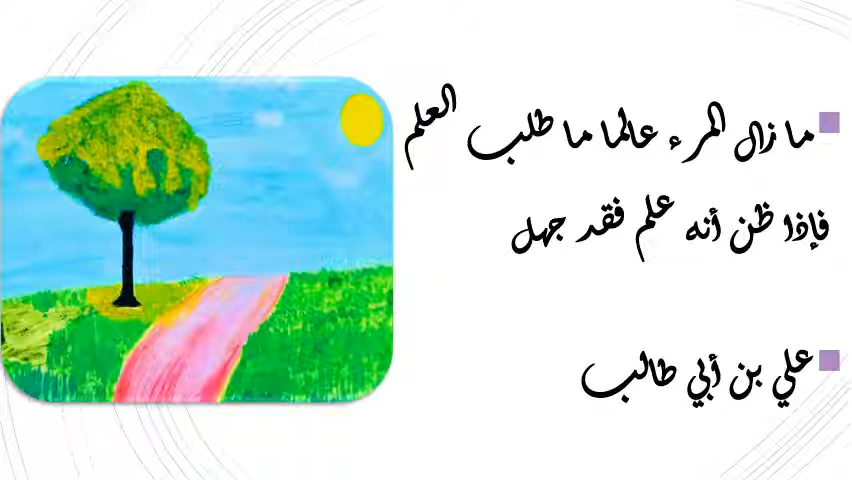 ما زال المرء عالما ما طلب العلم
فإذا ظن أنه علم فقد جهل
علي بن أبي طالب